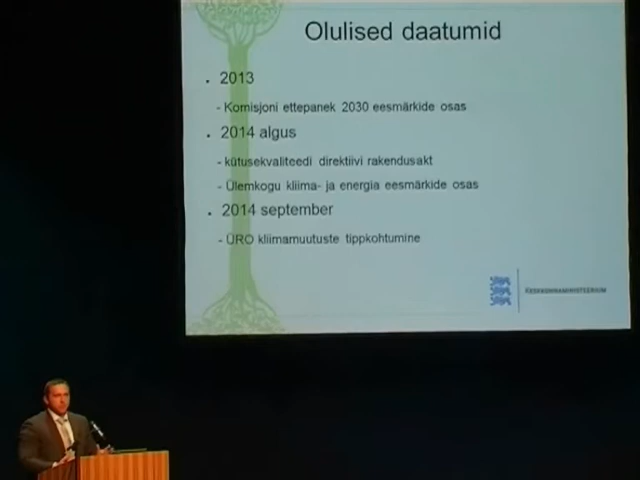 Olulised daatumid
. 2013
- Komisjoni ettepanek 2030 eesmärkide osas
. 2014 algus
- kütusekvaliteedi direktiivi rakendusakt
- Ülemkogu kliima- ja energia eesmärkide osas
. 2014 september
- ÜRO kliimamuutuste tippkohtumine
KESKKONNAMINISTEERIUM